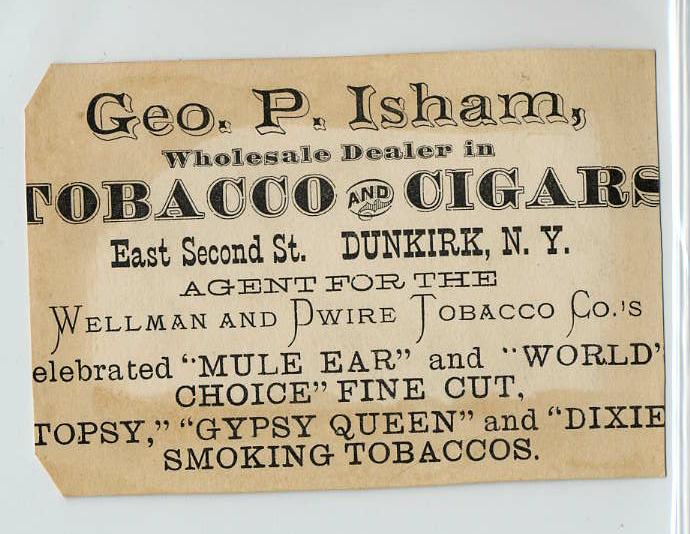 Geo. P. Isham,
Wholesale Dealer in
TOBACCO AND CIGARS
East Second St. DUNKIRK, N. Y.
AGENT FOR THE
WELLMAN AND DWIRE TOBACCO CO.'S
elebrated "MULE EAR" and "WORLD'
CHOICE" FINE CUT,
TOPSY," "GYPSY QUEEN" and "DIXIE
SMOKING TOBACCOS.